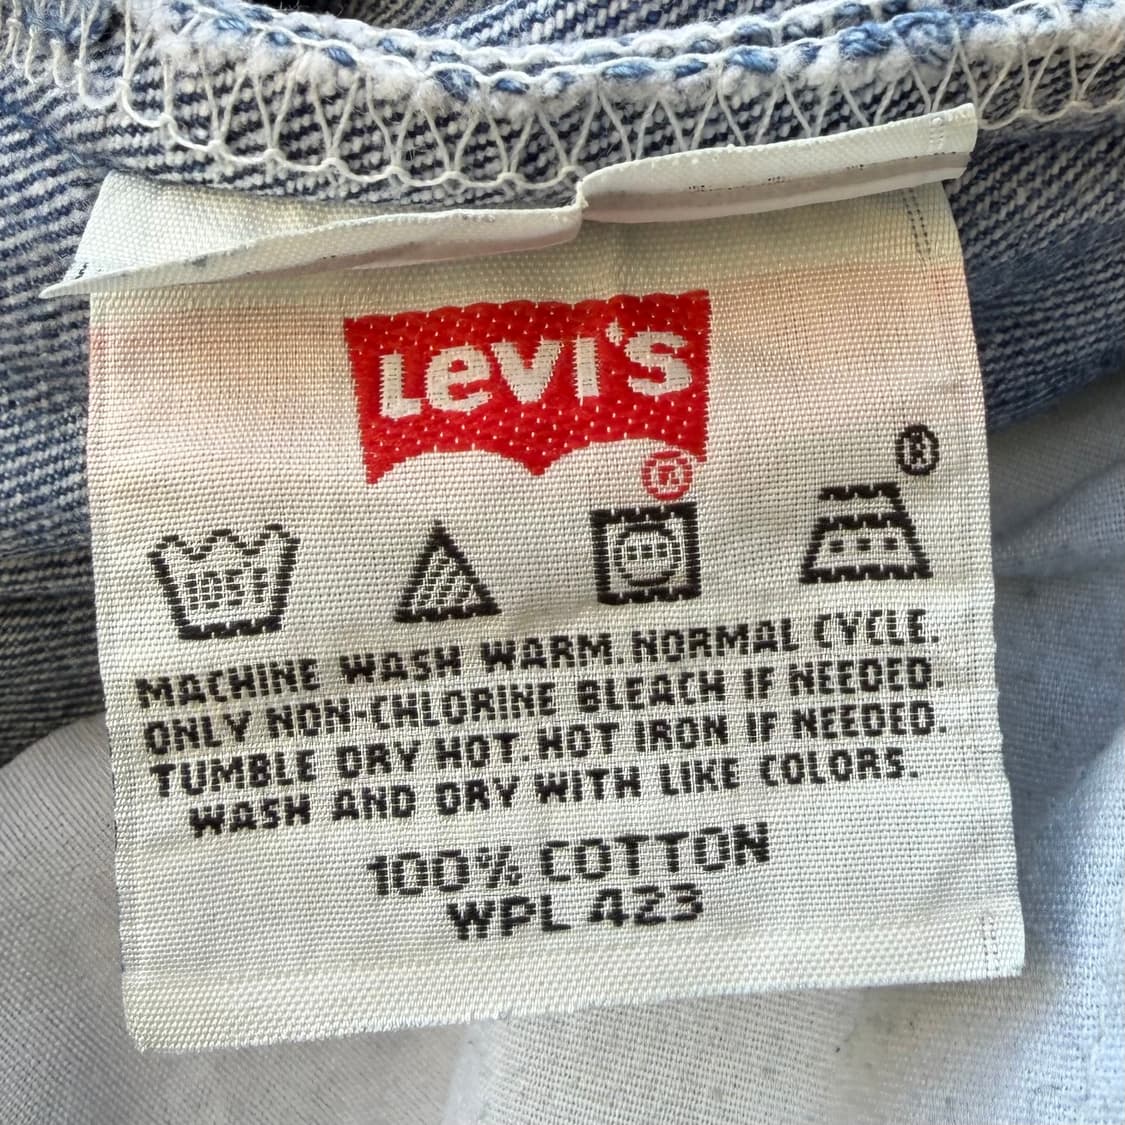 Levi's
®
®
105F
MACHINE WASH WARM. NORMAL CYCLE.
ONLY NON-CHLORINE BLEACH IF NEEDED.
TUMBLE DRY HOT. HOT IRON IF NEEDED.
WASH AND DRY WITH LIKE COLORS.
100% COTTON
WPL 423